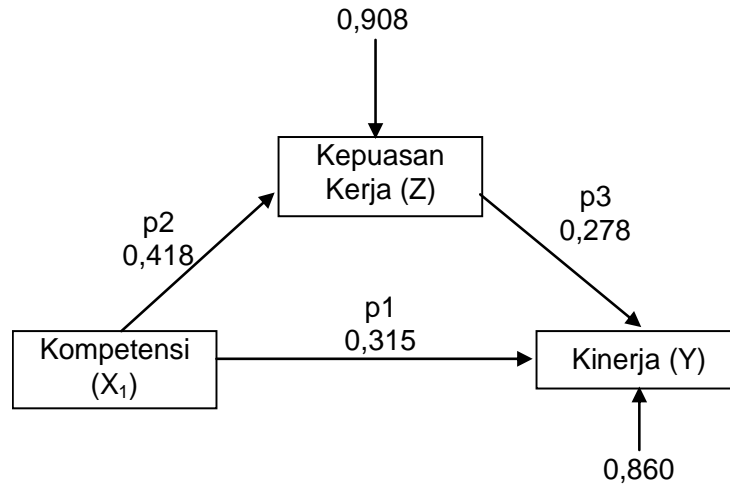 0,908
Kepuasan
Kerja (Z)
p2
0,418
p3
0,278
p1
0,315
Kompetensi
(X₁)
Kinerja (Y)
0,860